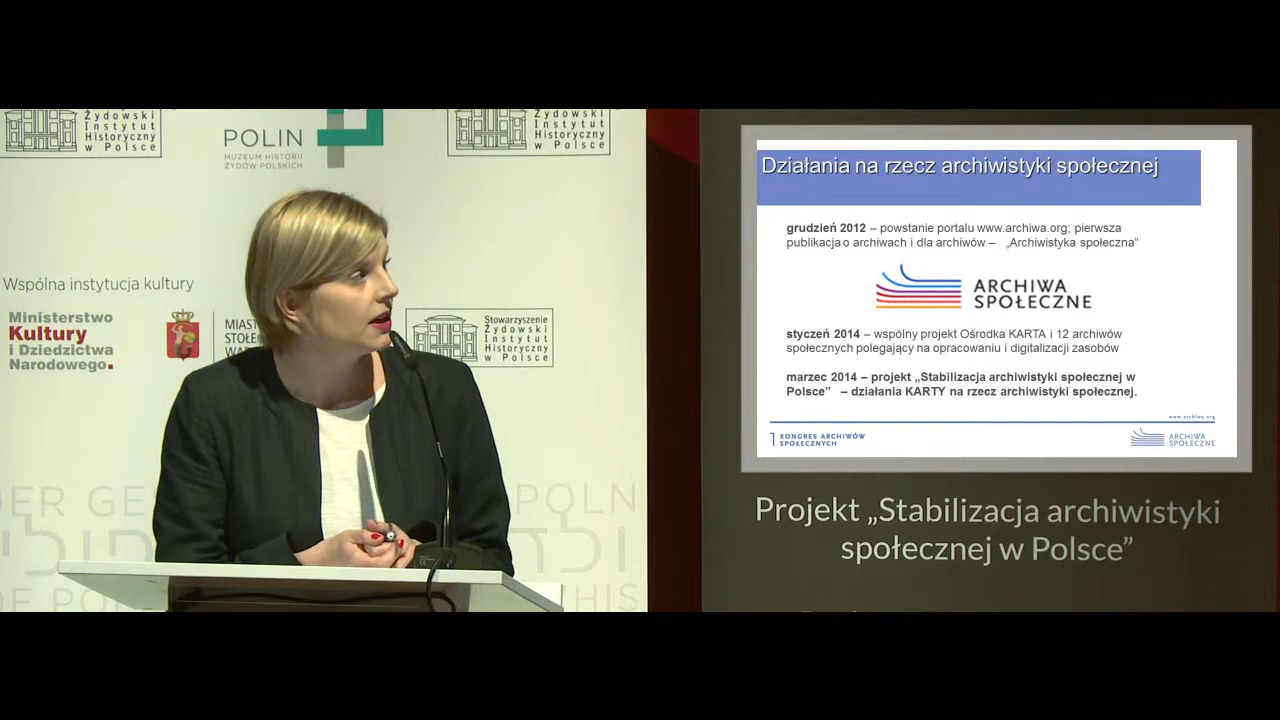 Żydowski
Instytut
Historyczny
w Polsce
POLIN
MUZEUM HISTORII
ŻYDÓW POLSKICH
Żydowski
Instytut
Historyczny
w Polsce
Wspólna instytucja kultury
Ministerstwo
Kultury
i Dziedzictwa
Narodowego.
Stowarzyszenie
Żydowski
Instytut
Historyczny
w Polsce
Działania na rzecz archiwistyki społecznej
grudzień 2012 – powstanie portalu www.archiwa.org; pierwsza
publikacja o archiwach i dla archiwów – „Archiwistyka społeczna”
ARCHIWA
SPOŁECZNE
styczeń 2014 – wspólny projekt Ośrodka KARTA i 12 archiwów
społecznych polegający na opracowaniu i digitalizacji zasobów
marzec 2014 – projekt „Stabilizacja archiwistyki społecznej w
Polsce” – działania KARTY na rzecz archiwistyki społecznej.
www.archiwa.org
1 KONGRES ARCHIWÓW
SPOŁECZNYCH
ARCHIWA
SPOŁECZNE
Projekt „Stabilizacja archiwistyki
społecznej w Polsce”